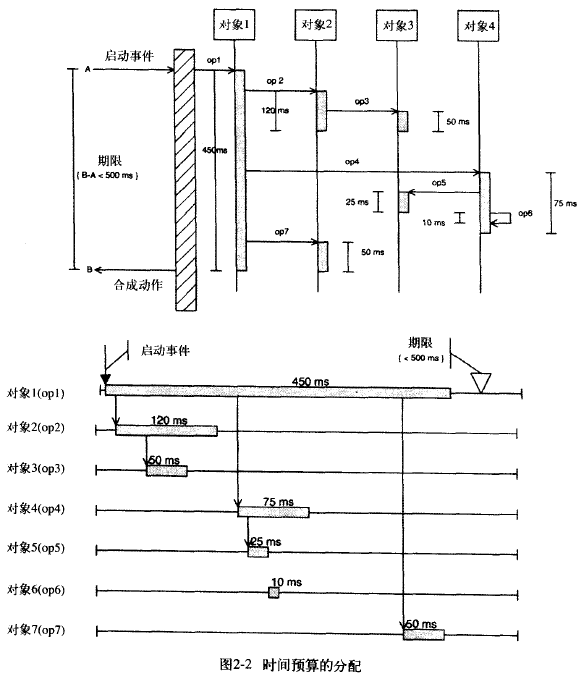 对象1 对象2 对象3 对象4
启动事件
A
op1
op 2
op3
120 ms
50 ms
450ms
期限
( B-A < 500 ms )
op4
op5
25 ms
10 ms
op6
75 ms
op7
50 ms
B
合成动作
启动事件
期限
( < 500 ms )
450 ms
对象1(op1)
120 ms
对象2(op2)
50 ms
对象3(op3)
75 ms
对象4(op4)
25 ms
对象5(op5)
10 ms
对象6(op6)
50 ms
对象7(op7)
图2-2 时间预算的分配